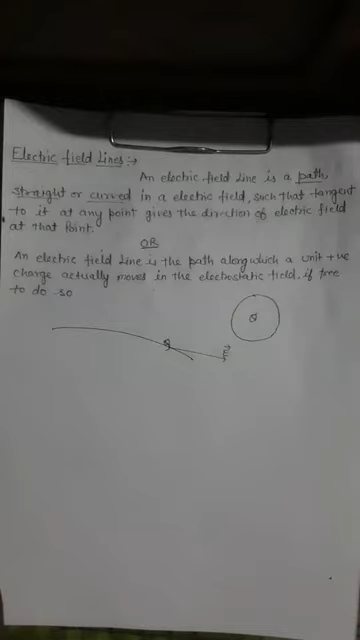 Electric field Lines :→
An electric field line is a path,
straight or curved in a electric field, such that tangent
to it at any point gives the direction of electric field
at that Point.
OR
An electric field Line is the path along which a unit +ve
charge actually moves in the electrostatic field, if free
to do so
E